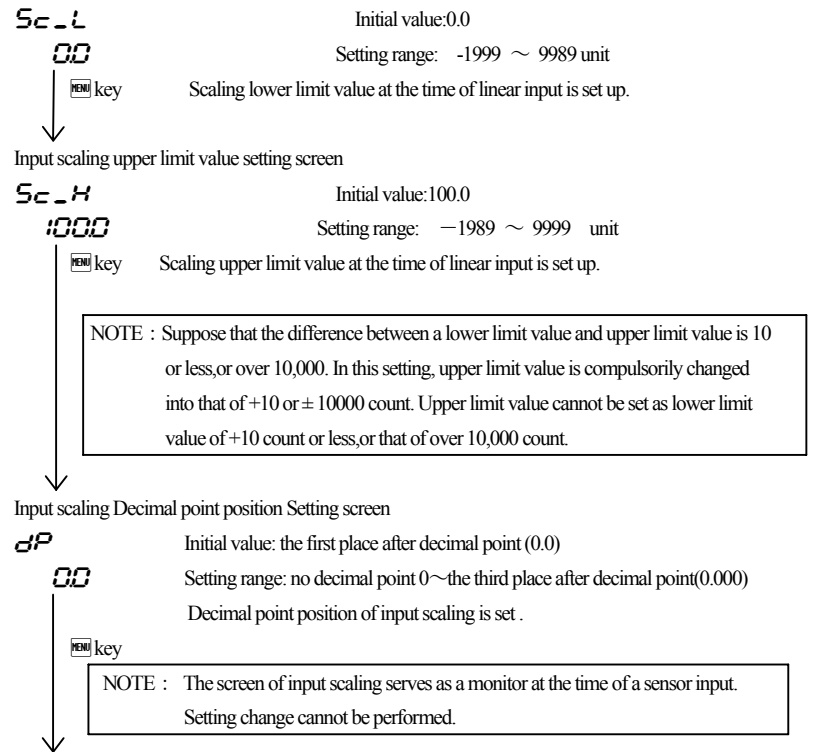 Sc_L Initial value:0.0
0.0 Setting range: -1999 ～ 9989 unit
MENU key Scaling lower limit value at the time of linear input is set up.
Input scaling upper limit value setting screen
Sc_H Initial value:100.0
100.0 Setting range: －1989 ～ 9999 unit
MENU key Scaling upper limit value at the time of linear input is set up.
NOTE：Suppose that the difference between a lower limit value and upper limit value is 10
or less,or over 10,000. In this setting, upper limit value is compulsorily changed
into that of +10 or ± 10000 count. Upper limit value cannot be set as lower limit
value of +10 count or less,or that of over 10,000 count.
Input scaling Decimal point position Setting screen
dP Initial value: the first place after decimal point (0.0)
0.0 Setting range: no decimal point 0～the third place after decimal point(0.000)
Decimal point position of input scaling is set .
MENU key
NOTE： The screen of input scaling serves as a monitor at the time of a sensor input.
Setting change cannot be performed.